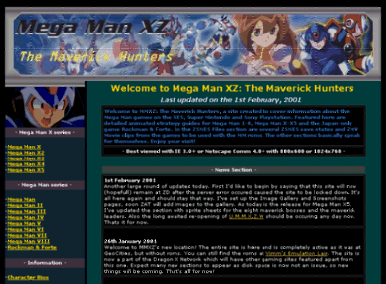 Mega Man XZ
The Maverick Hunters
Welcome to Mega Man XZ: The Maverick Hunters
Last updated on the 1st February, 2001
Welcome to MMXZ: The Maverick Hunters, a site created to cover information about the
Mega Man games on the NES, Super Nintendo and Sony Playstation. Featured here are
detailed animated strategy guides for Mega Man 1-8, Mega Man X-X5 and the Japan only
game Rockman & Forte. In the ZSNES Files section are several ZSNES save states and ZMV
Movie clips from the games to be used with the MM roms. The other sections basically speak
for themselves. Enjoy your visit!
- Best viewed with IE 3.0+ or Netscape Comm 4.0+ with 800x600 or 1024x768 -
- Mega Man X series -
Mega Man X
Mega Man X2
Mega Man X3
Mega Man X4
Mega Man X5
- Mega Man series -
Mega Man
Mega Man II
Mega Man III
Mega Man IV
Mega Man V
Mega Man VI
Mega Man VII
Mega Man VIII
Rockman & Forte
- Information -
Character Bios
- News Section -
1st February 2001
Another large round of updates today. First I'd like to begin by saying that this site will now
(hopefully) remain at ZD after the server error occured caused the site to be locked down. It's
all here again and should stay that way. I've set up the Image Gallery and Screenshots
pages, soon ZAT will add images to the gallery. As today is the release for Mega Man X5,
I've updated the section with sprite sheets for the eight maverick bosses and the maverick
leaders. Also the long awaited re-opening of U.M.M.X.Z.W should be occuring any day now.
Thats it for now.
26th January 2001
Welcome to MMXZ's new location! The entire site is here and is completely active as it was at
GeoCities, but without roms. You can still find the roms at Emulation Lair. The site is
now a part of the Dragon X Network which will have other gaming sites featured apart from
this one. Expect many new sections to appear as disk space is now not an issue, so new
things will be coming. That's all for now!